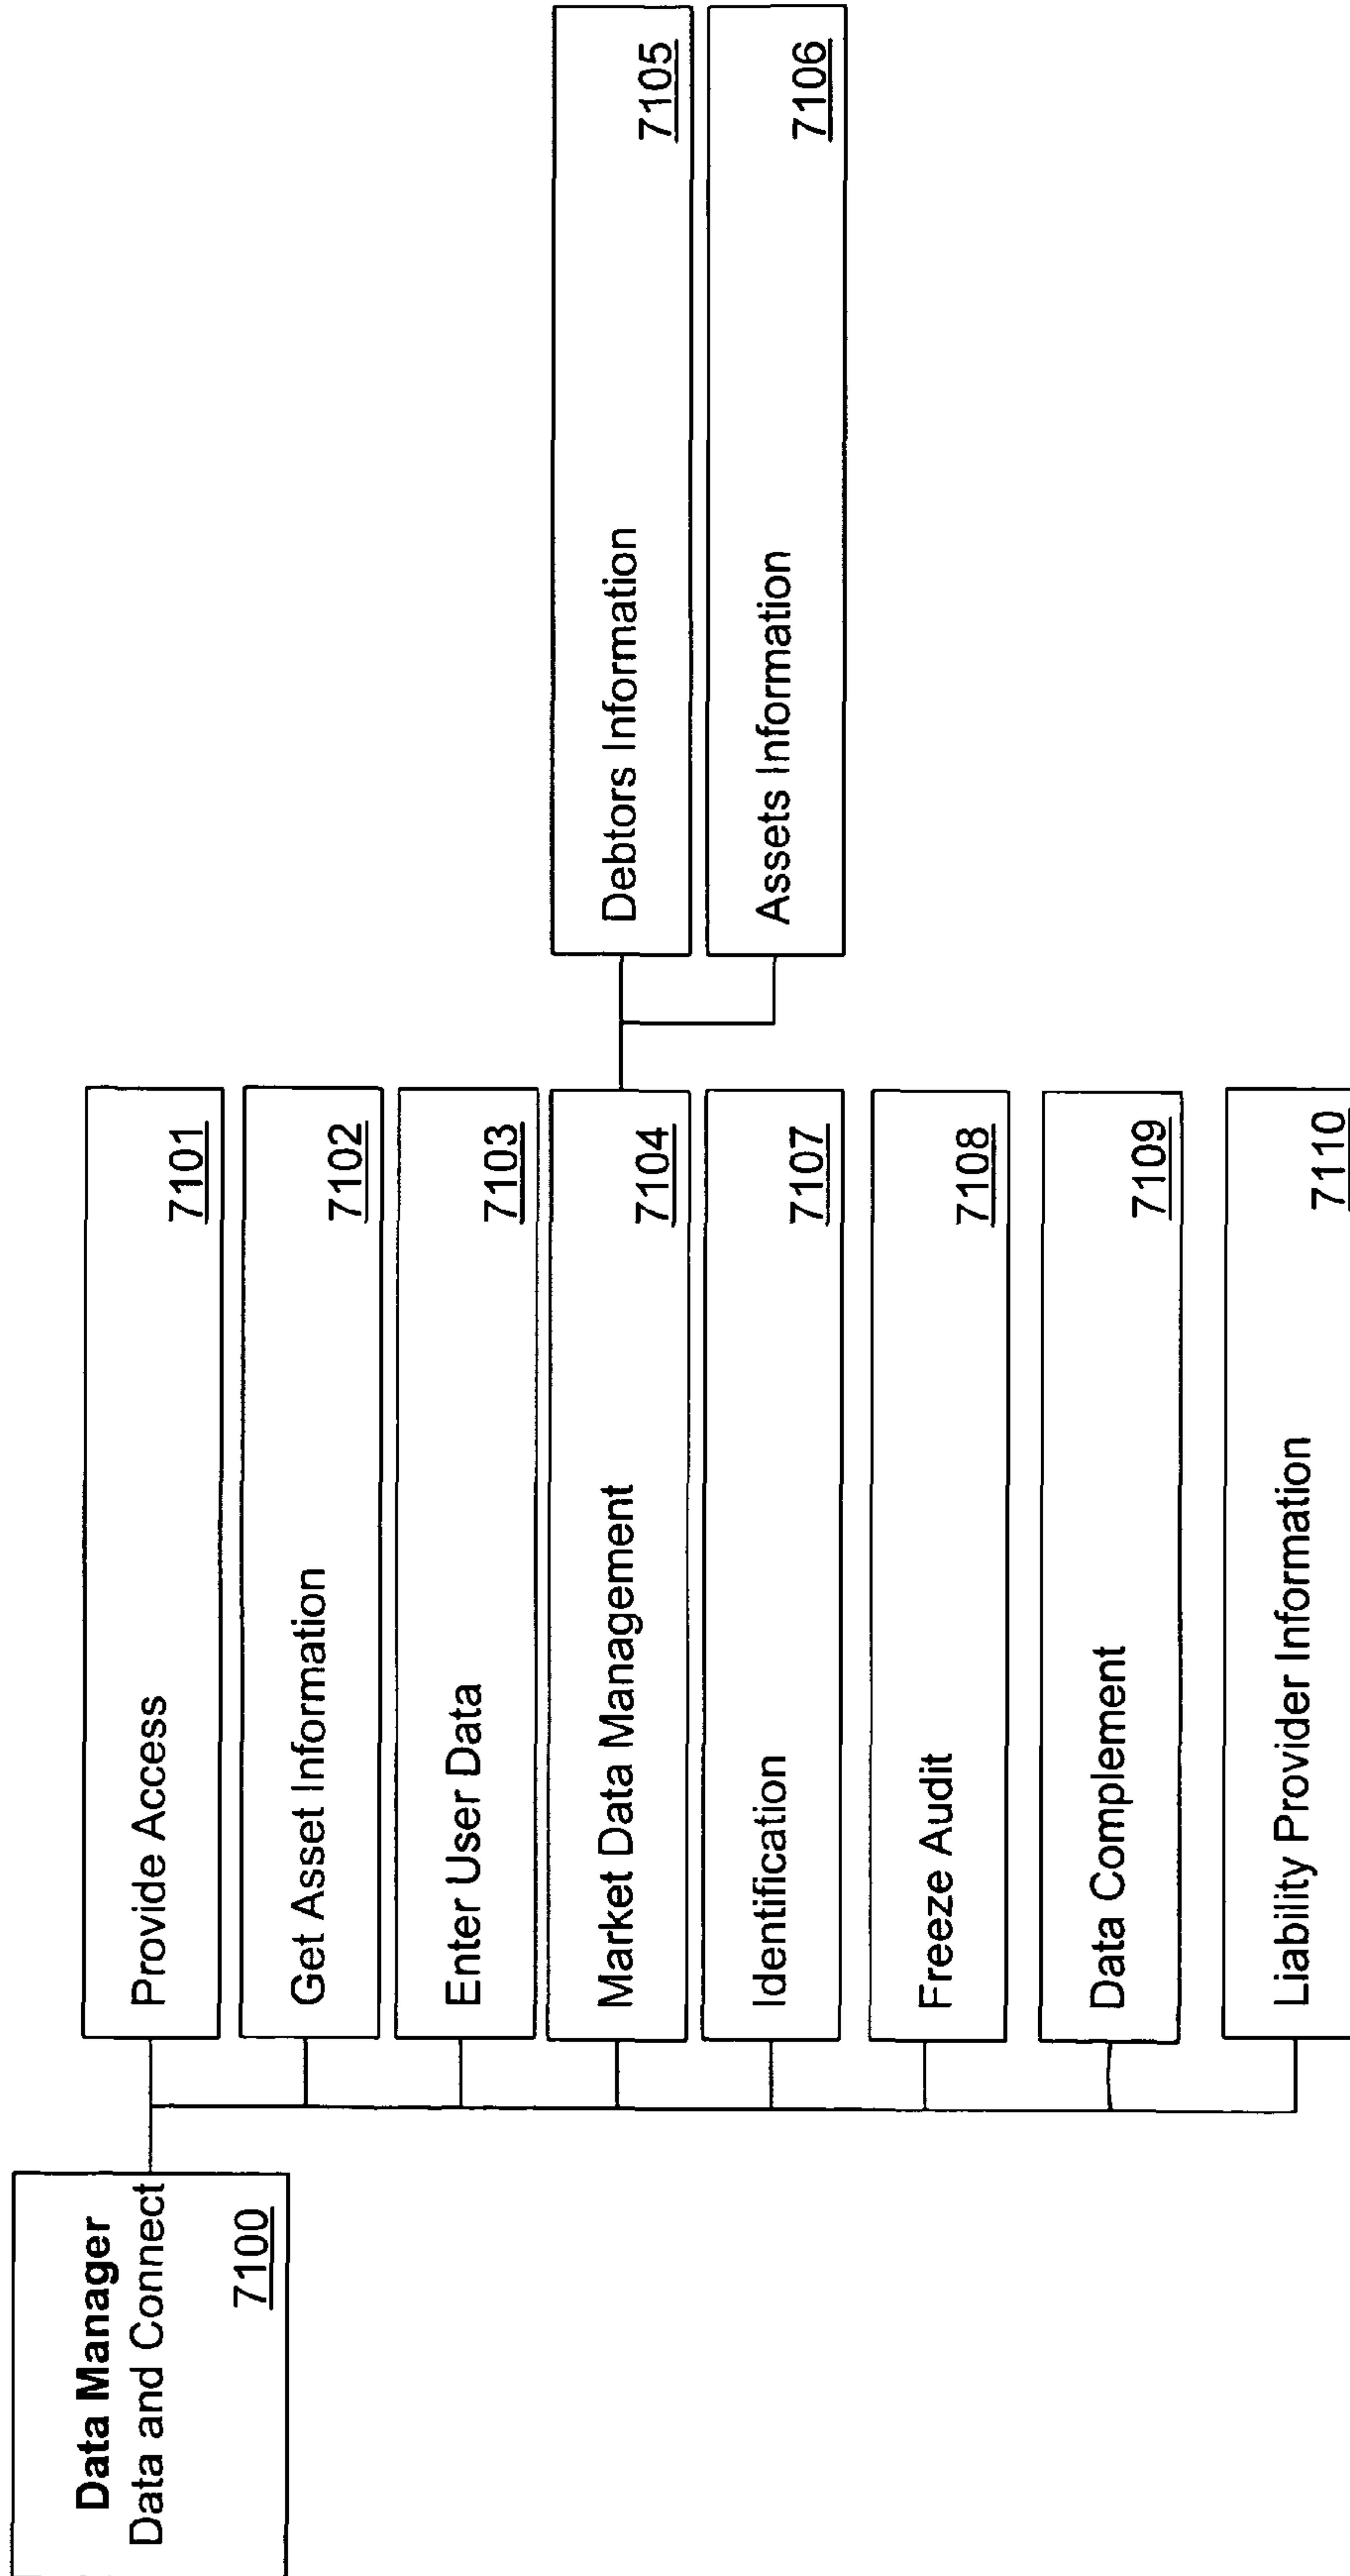 Data Manager
Data and Connect
7100
Provide Access
7101
Get Asset Information
7102
Enter User Data
7103
Market Data Management
7104
Debtors Information
7105
Assets Information
7106
Identification
7107
Freeze Audit
7108
Data Complement
7109
Liability Provider Information
7110